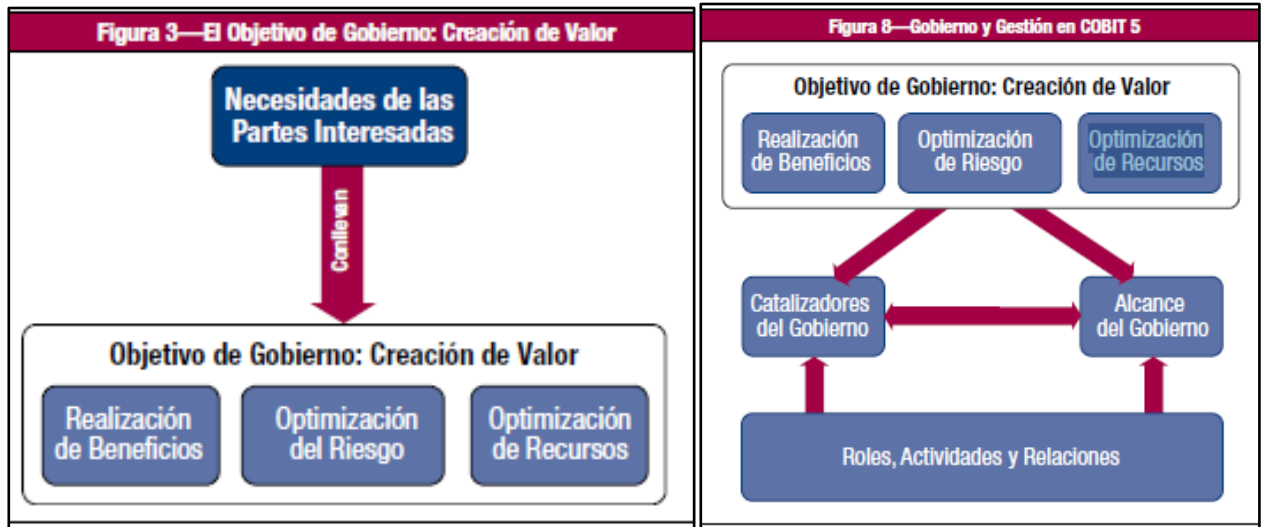 Figura 3—El Objetivo de Gobierno: Creación de Valor
Necesidades de las
Partes Interesadas
Conllevan
Objetivo de Gobierno: Creación de Valor
Realización
de Beneficios
Optimización
del Riesgo
Optimización
de Recursos
Figura 8—Gobierno y Gestión en COBIT 5
Objetivo de Gobierno: Creación de Valor
Realización
de Beneficios
Optimización
de Riesgo
Optimización
de Recursos
Catalizadores
del Gobierno
Alcance
del Gobierno
Roles, Actividades y Relaciones